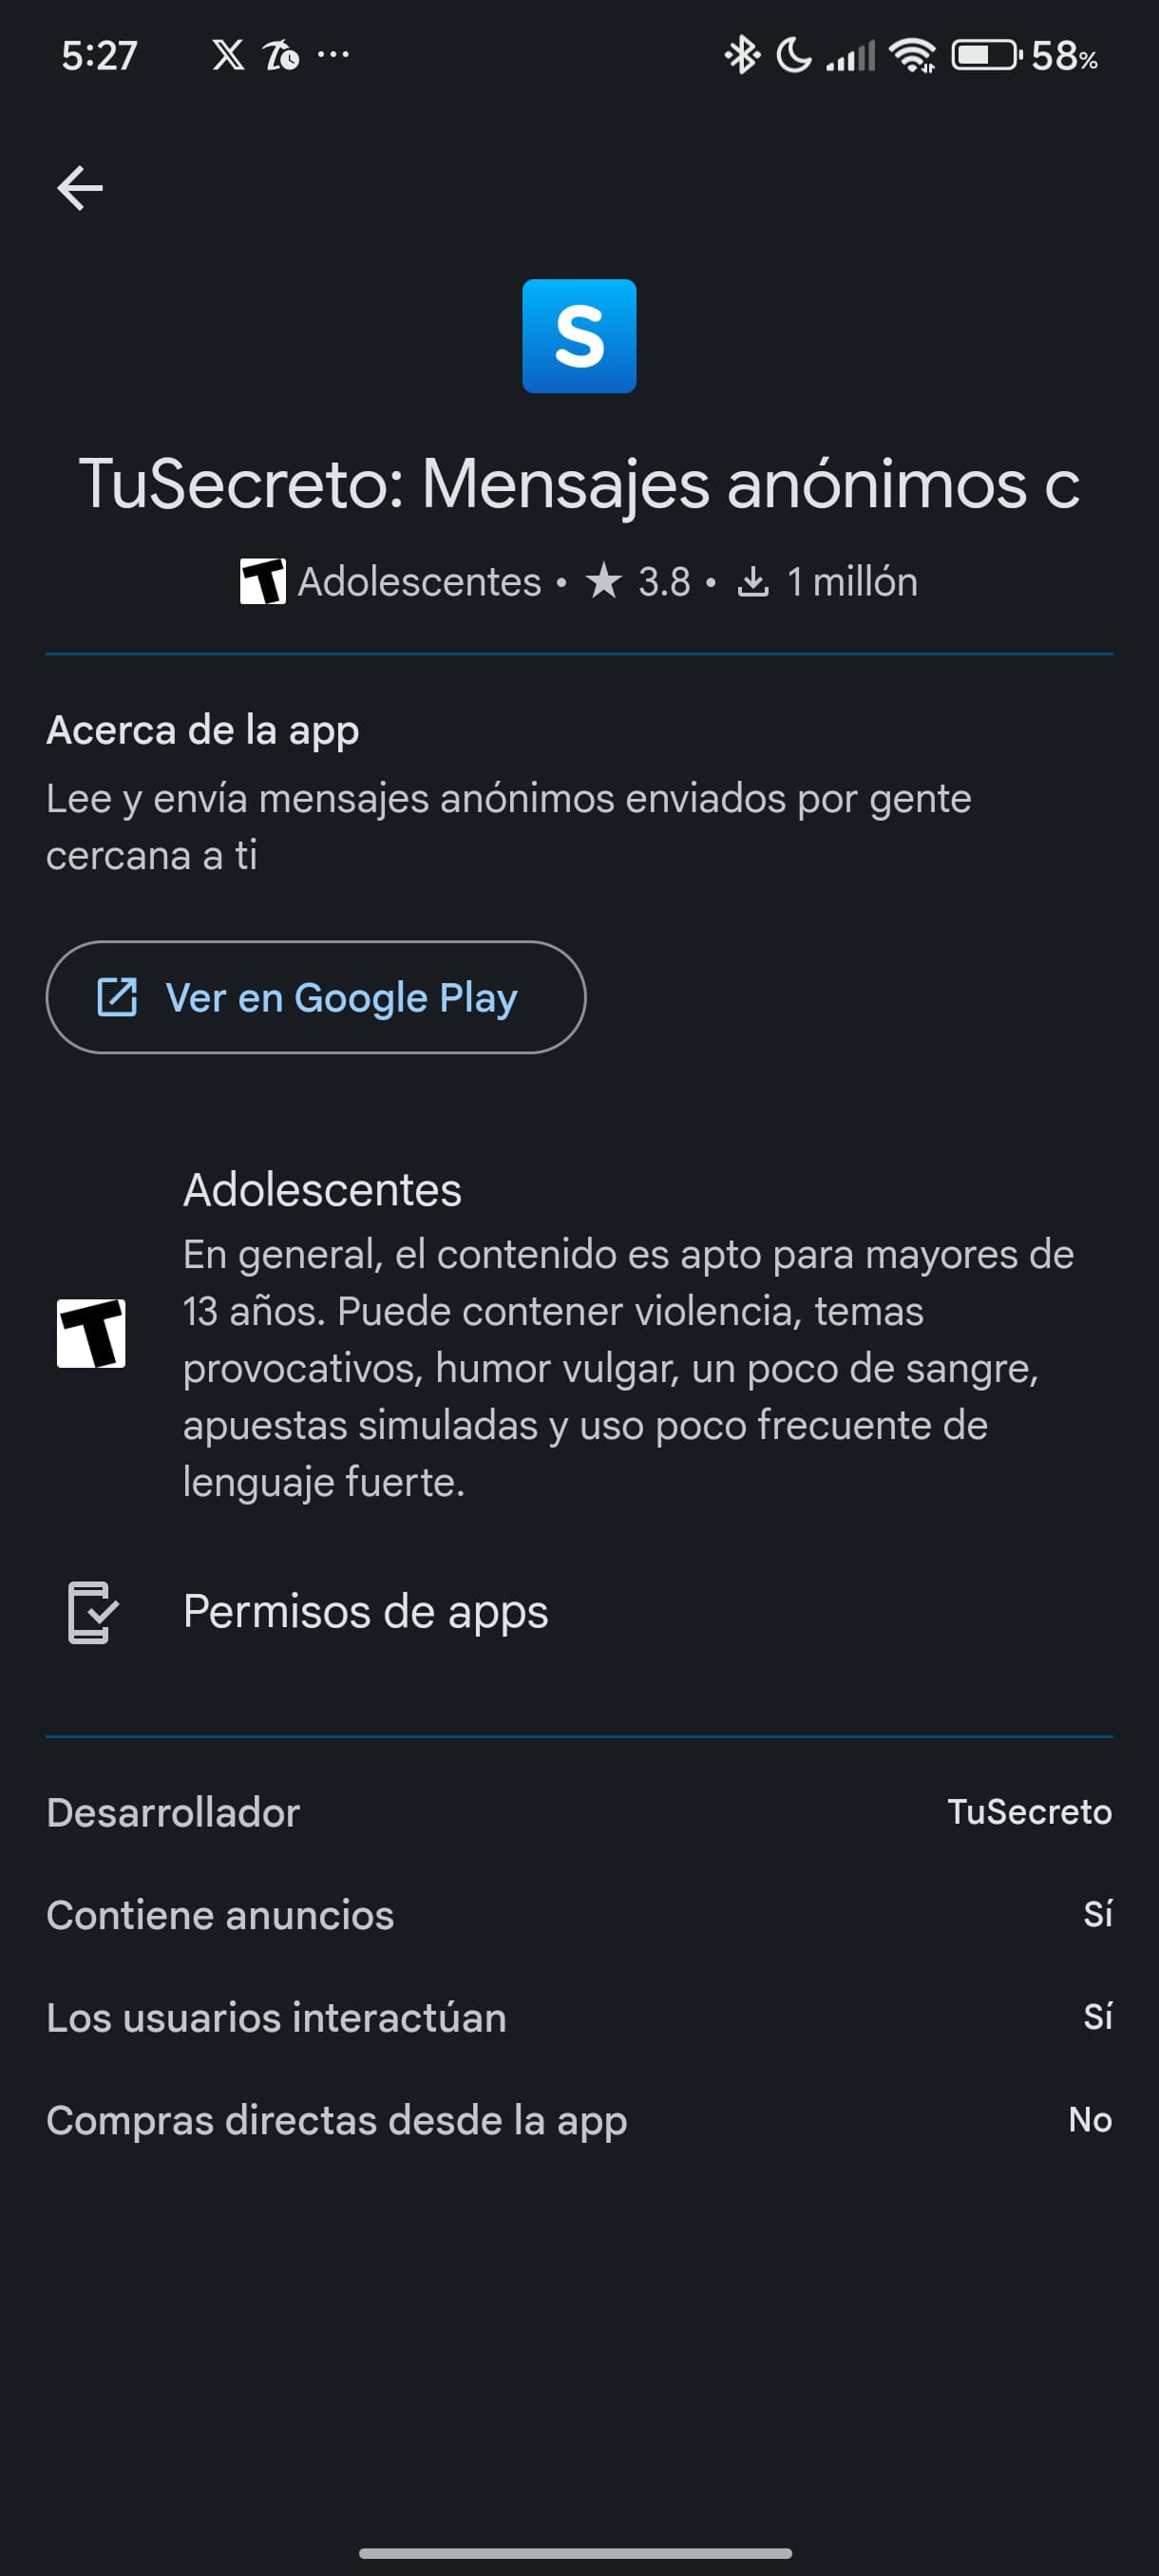 5:27
58%
S
TuSecreto: Mensajes anónimos c
T Adolescentes • ★ 3.8 • 1 millón
Acerca de la app
Lee y envía mensajes anónimos enviados por gente
cercana a ti
Ver en Google Play
Adolescentes
En general, el contenido es apto para mayores de
13 años. Puede contener violencia, temas
provocativos, humor vulgar, un poco de sangre,
apuestas simuladas y uso poco frecuente de
lenguaje fuerte.
T
Permisos de apps
Desarrollador TuSecreto
Contiene anuncios Sí
Los usuarios interactúan Sí
Compras directas desde la app No